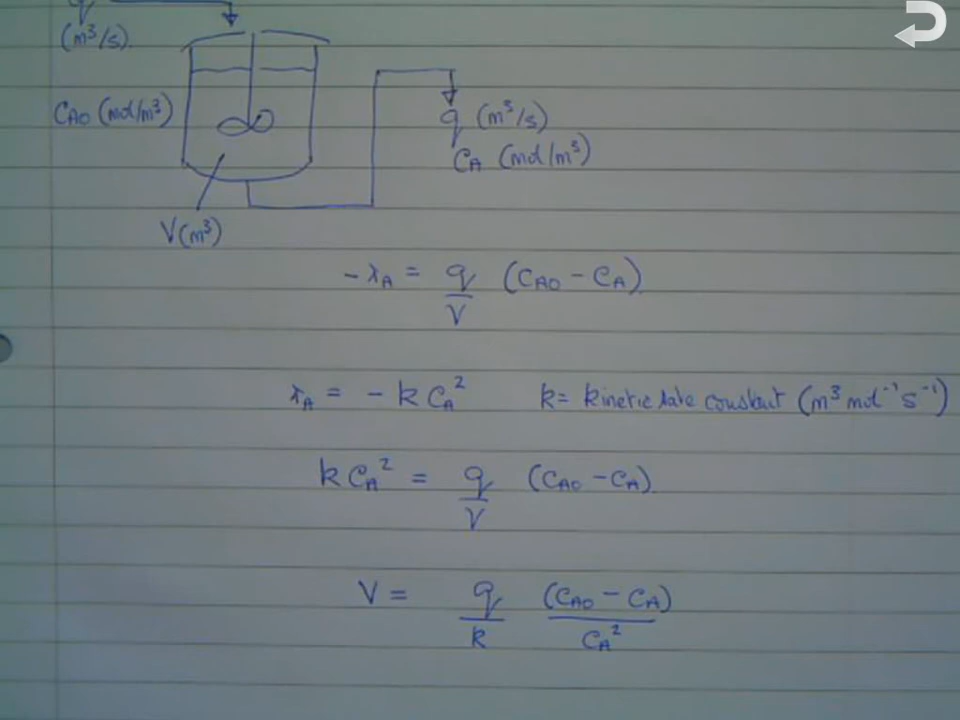 q
(m³/s)
CA0 (mol/m³)
q (m³/s)
CA (mol/m³)
V(m³)
-rA = q/V (CA0 - CA)
rA = - k CA² k = kinetic rate constant (m³ mol⁻¹ s⁻¹)
k CA² = q/V (CA0 - CA)
V = q/k (CA0 - CA)/CA²